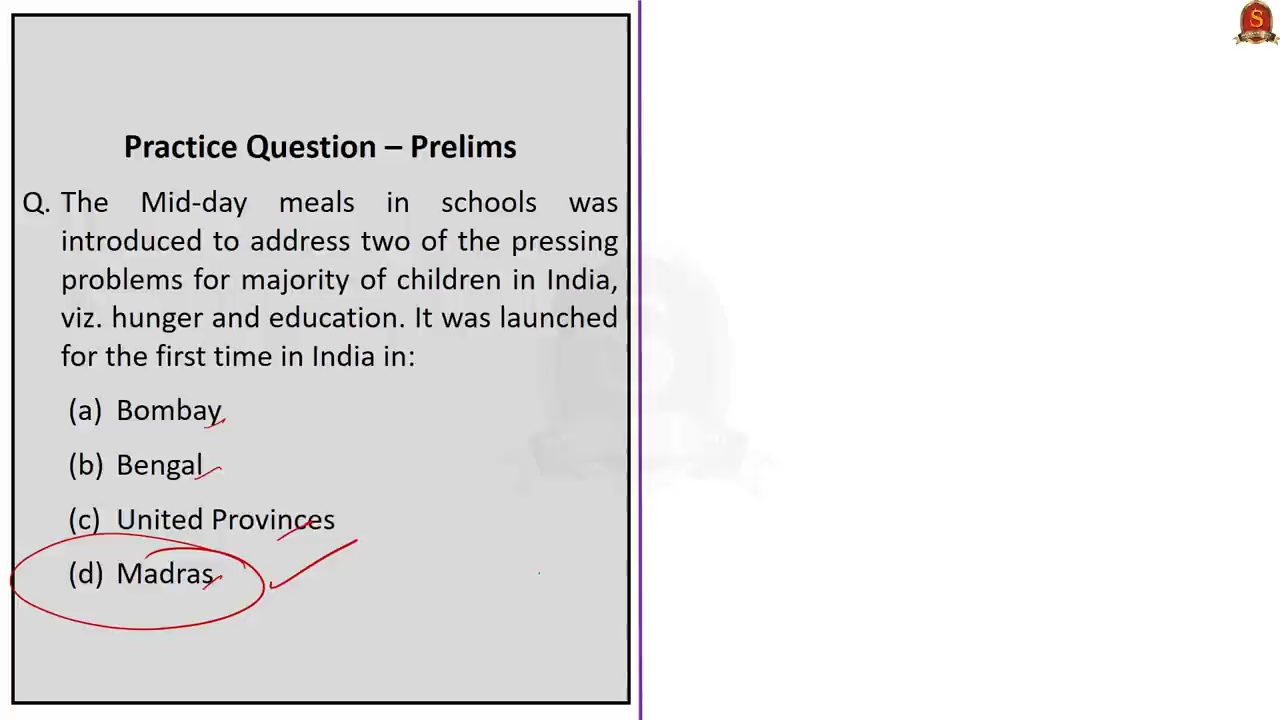 S
Practice Question – Prelims
Q. The Mid-day meals in schools was
introduced to address two of the pressing
problems for majority of children in India,
viz. hunger and education. It was launched
for the first time in India in:
(a) Bombay
(b) Bengal
(c) United Provinces
(d) Madras